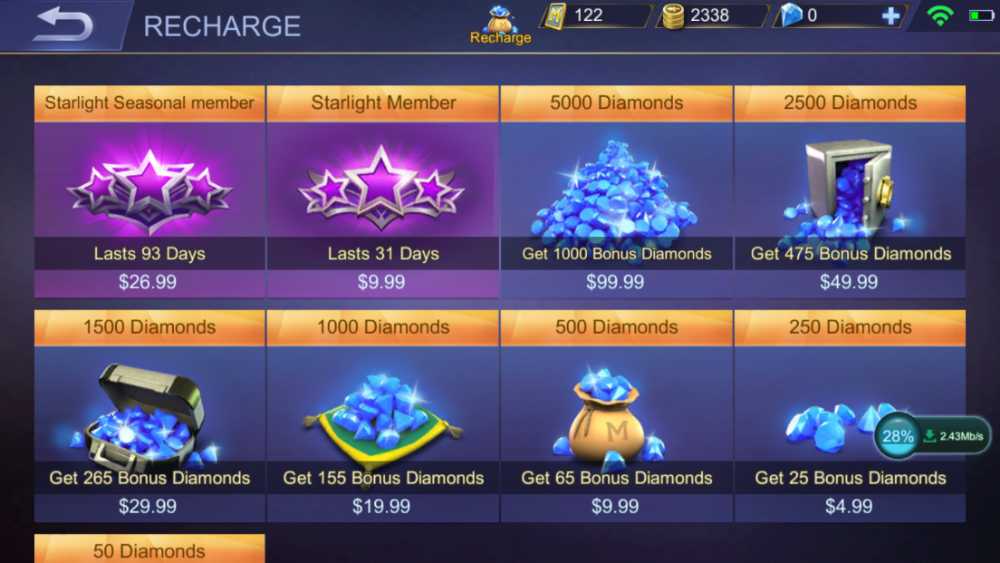 RECHARGE
Recharge
122
2338
0
Starlight Seasonal member
Starlight Member
5000 Diamonds
2500 Diamonds
Lasts 93 Days
Lasts 31 Days
Get 1000 Bonus Diamonds
Get 475 Bonus Diamonds
$26.99
$9.99
$99.99
$49.99
1500 Diamonds
1000 Diamonds
500 Diamonds
250 Diamonds
M
28%
2.43Mb/s
Get 265 Bonus Diamonds
Get 155 Bonus Diamonds
Get 65 Bonus Diamonds
Get 25 Bonus Diamonds
$29.99
$19.99
$9.99
$4.99
50 Diamonds